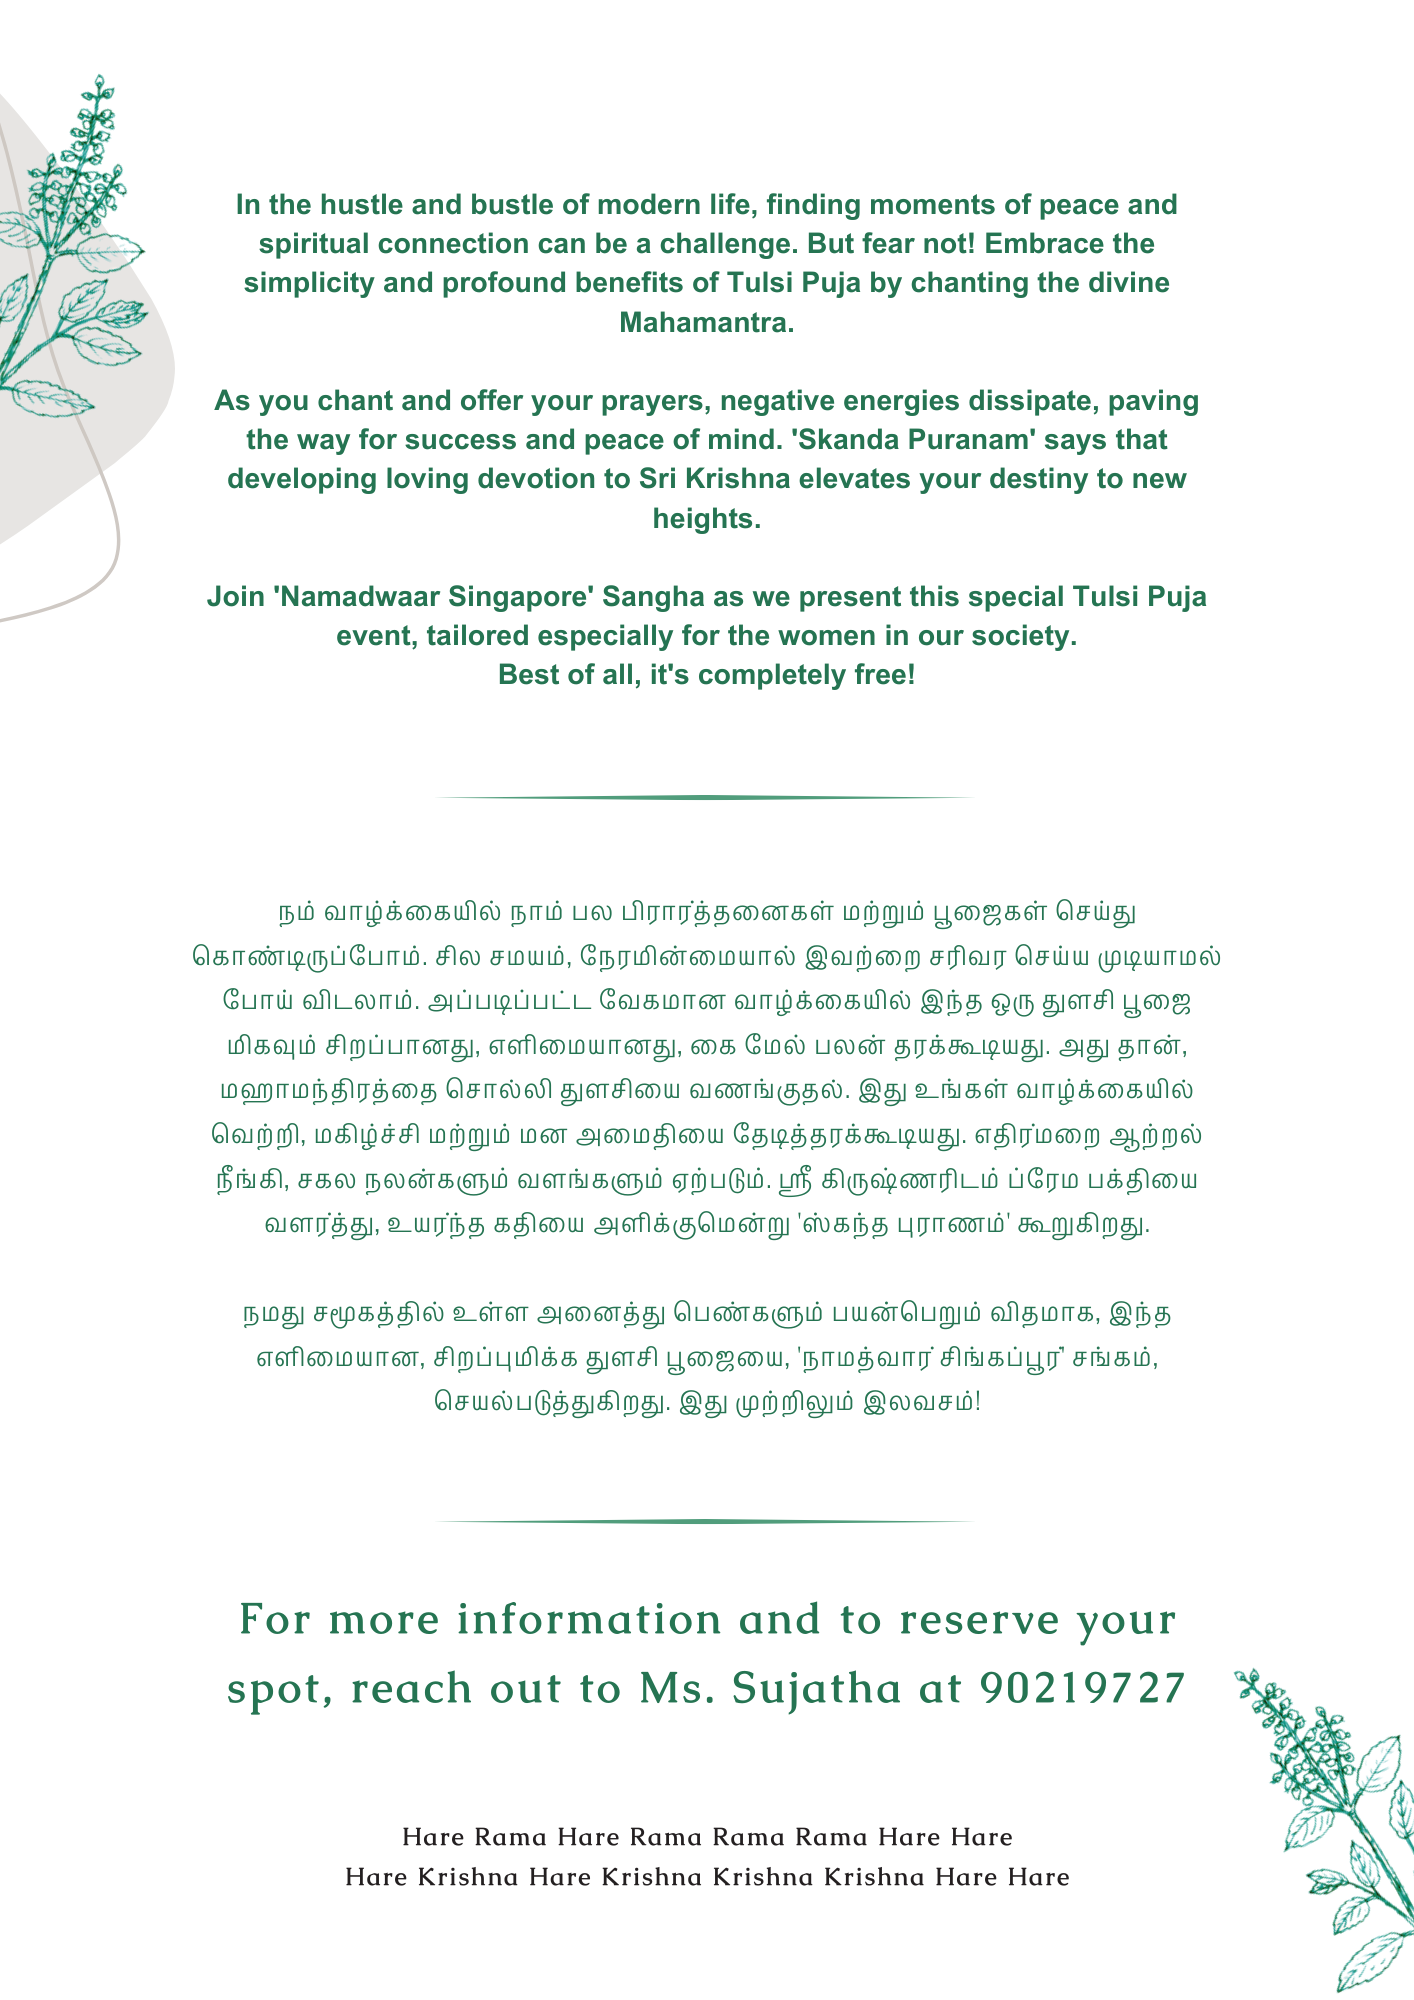 In the hustle and bustle of modern life, finding moments of peace and
spiritual connection can be a challenge. But fear not! Embrace the
simplicity and profound benefits of Tulsi Puja by chanting the divine
Mahamantra.
As you chant and offer your prayers, negative energies dissipate, paving
the way for success and peace of mind. 'Skanda Puranam' says that
developing loving devotion to Sri Krishna elevates your destiny to new
heights.
Join 'Namadwaar Singapore' Sangha as we present this special Tulsi Puja
event, tailored especially for the women in our society.
Best of all, it's completely free!
நம் வாழ்க்கையில் நாம் பல பிரார்த்தனைகள் மற்றும் பூஜைகள் செய்து
கொண்டிருப்போம். சில சமயம், நேரமின்மையால் இவற்றை சரிவர செய்ய முடியாமல்
போய் விடலாம். அப்படிப்பட்ட வேகமான வாழ்க்கையில் இந்த ஒரு துளசி பூஜை
மிகவும் சிறப்பானது, எளிமையானது, கை மேல் பலன் தரக்கூடியது. அது தான்,
மஹாமந்திரத்தை சொல்லி துளசியை வணங்குதல். இது உங்கள் வாழ்க்கையில்
வெற்றி, மகிழ்ச்சி மற்றும் மன அமைதியை தேடித்தரக்கூடியது. எதிர்மறை ஆற்றல்
நீங்கி, சகல நலன்களும் வளங்களும் ஏற்படும். ஸ்ரீ கிருஷ்ணரிடம் ப்ரேம பக்தியை
வளர்த்து, உயர்ந்த கதியை அளிக்குமென்று 'ஸ்கந்த புராணம்' கூறுகிறது.
நமது சமூகத்தில் உள்ள அனைத்து பெண்களும் பயன்பெறும் விதமாக, இந்த
எளிமையான, சிறப்புமிக்க துளசி பூஜையை, 'நாமத்வார் சிங்கப்பூர்' சங்கம்,
செயல்படுத்துகிறது. இது முற்றிலும் இலவசம்!
For more information and to reserve your
spot, reach out to Ms. Sujatha at 90219727
Hare Rama Hare Rama Rama Rama Hare Hare
Hare Krishna Hare Krishna Krishna Krishna Hare Hare